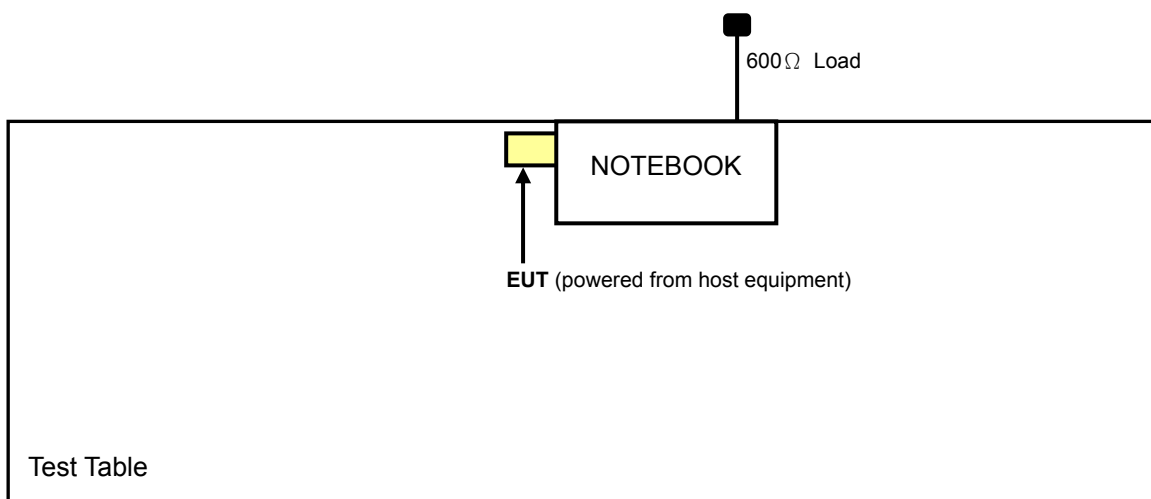 600Ω Load
NOTEBOOK
EUT (powered from host equipment)
Test Table